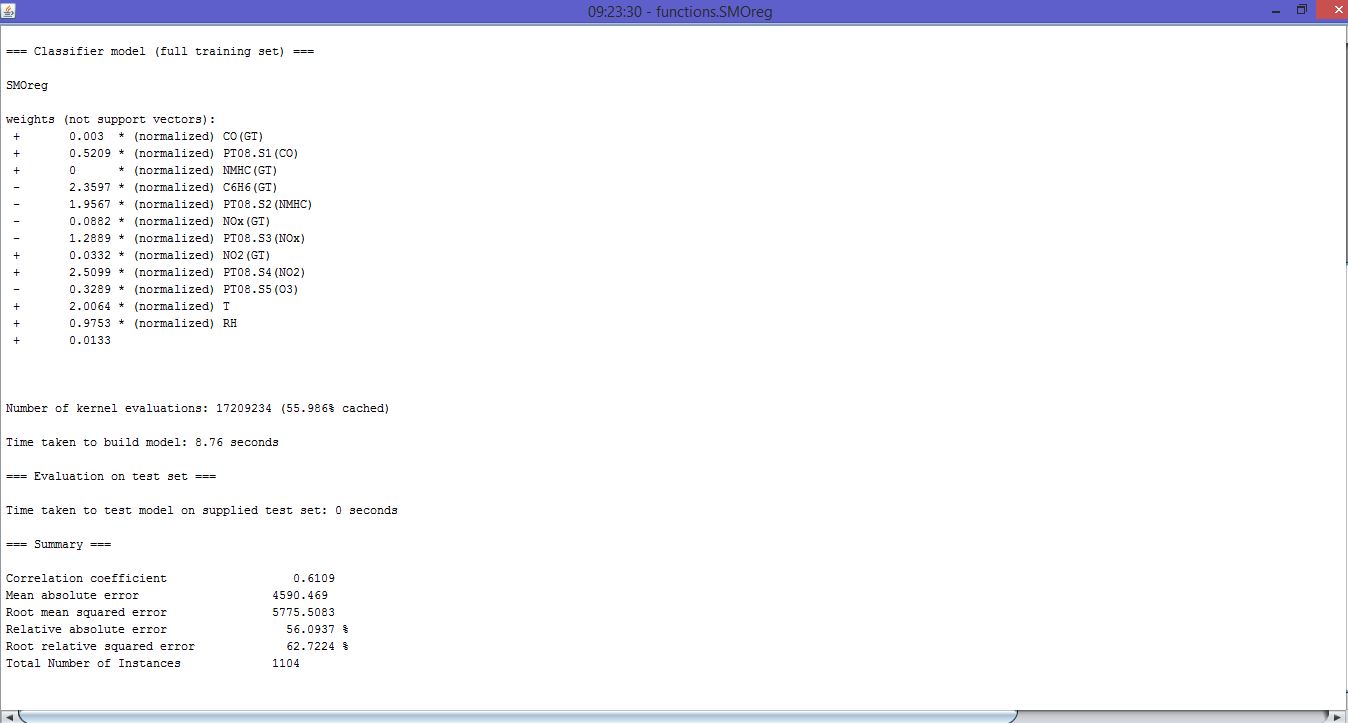 09:23:30 - functions.SMOreg
=== Classifier model (full training set) ===
SMOreg
weights (not support vectors):
+ 0.003 * (normalized) CO(GT)
+ 0.5209 * (normalized) PT08.S1(CO)
+ 0 * (normalized) NMHC(GT)
- 2.3597 * (normalized) C6H6(GT)
- 1.9567 * (normalized) PT08.S2(NMHC)
- 0.0882 * (normalized) NOx(GT)
- 1.2889 * (normalized) PT08.S3(NOx)
+ 0.0332 * (normalized) NO2(GT)
+ 2.5099 * (normalized) PT08.S4(NO2)
- 0.3289 * (normalized) PT08.S5(O3)
+ 2.0064 * (normalized) T
+ 0.9753 * (normalized) RH
+ 0.0133
Number of kernel evaluations: 17209234 (55.986% cached)
Time taken to build model: 8.76 seconds
=== Evaluation on test set ===
Time taken to test model on supplied test set: 0 seconds
=== Summary ===
Correlation coefficient 0.6109
Mean absolute error 4590.469
Root mean squared error 5775.5083
Relative absolute error 56.0937 %
Root relative squared error 62.7224 %
Total Number of Instances 1104